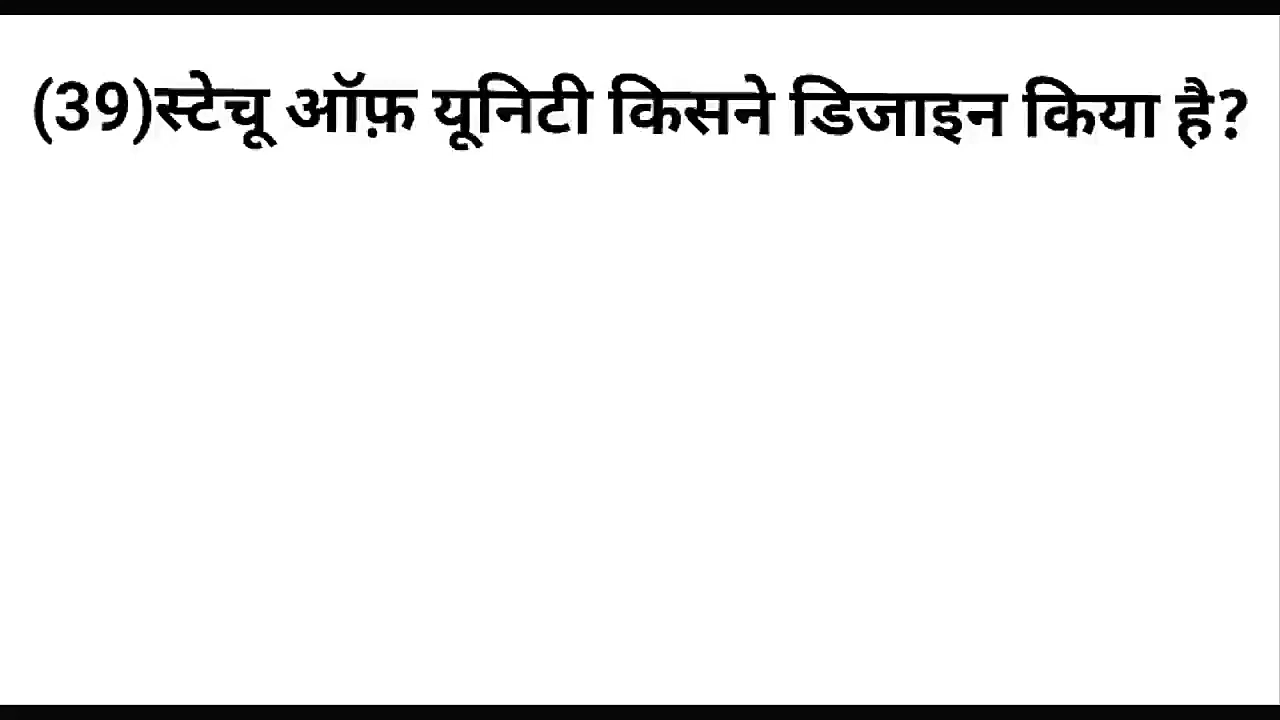 (39)स्टेचू ऑफ़ यूनिटी किसने डिजाइन किया है?